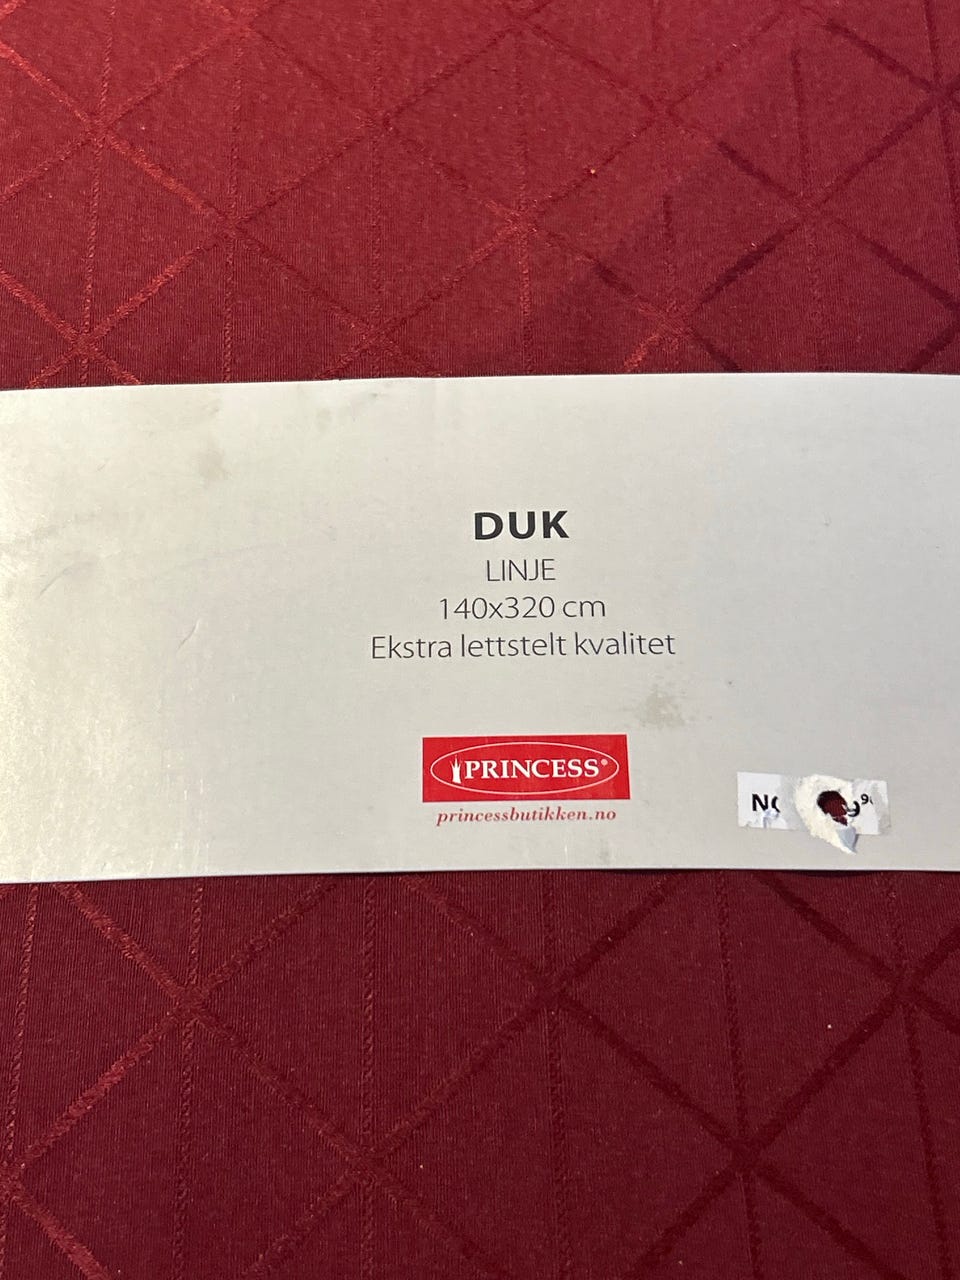 DUK
LINJE
140x320 cm
Ekstra lettstelt kvalitet
PRINCESS®
princessbutikken.no